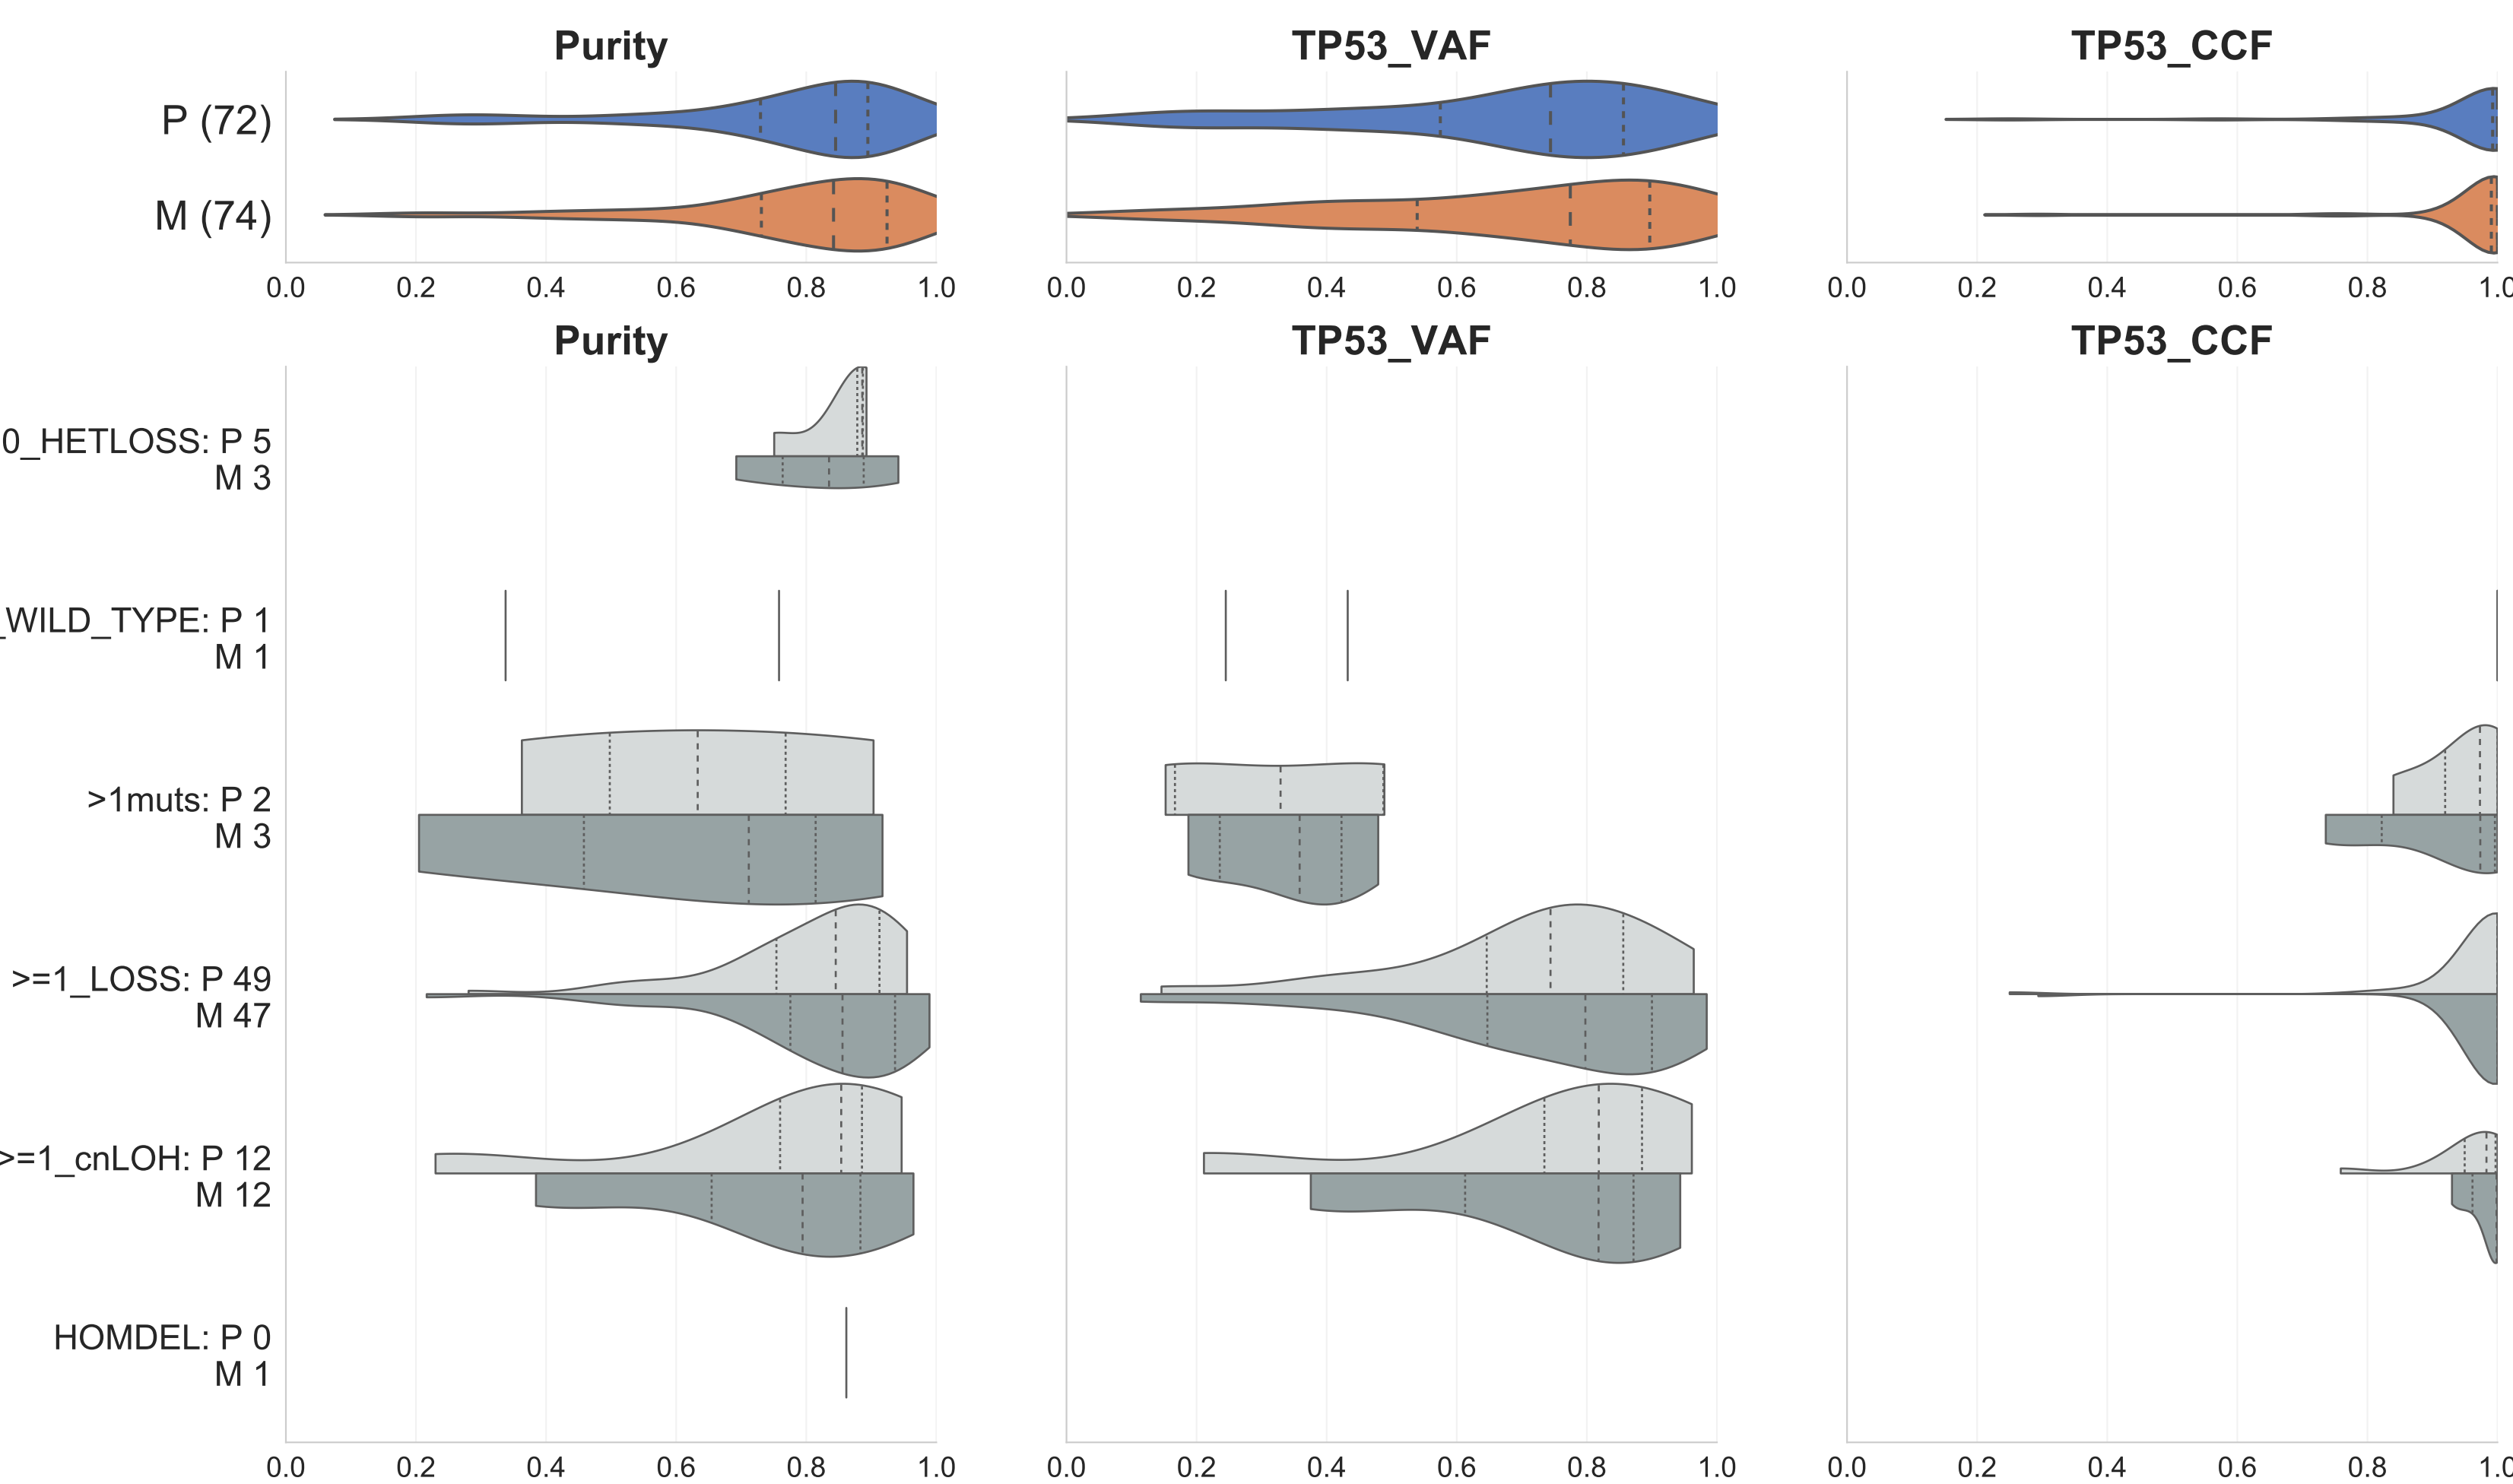 Purity TP53_VAF TP53_CCF
P (72)
M (74)
0.0 0.2 0.4 0.6 0.8 1.0 0.0 0.2 0.4 0.6 0.8 1.0 0.0 0.2 0.4 0.6 0.8 1.0
Purity TP53_VAF TP53_CCF
0_HETLOSS: P 5
M 3
_WILD_TYPE: P 1
M 1
>1muts: P 2
M 3
>=1_LOSS: P 49
M 47
>=1_cnLOH: P 12
M 12
HOMDEL: P 0
M 1
0.0 0.2 0.4 0.6 0.8 1.0 0.0 0.2 0.4 0.6 0.8 1.0 0.0 0.2 0.4 0.6 0.8 1.0